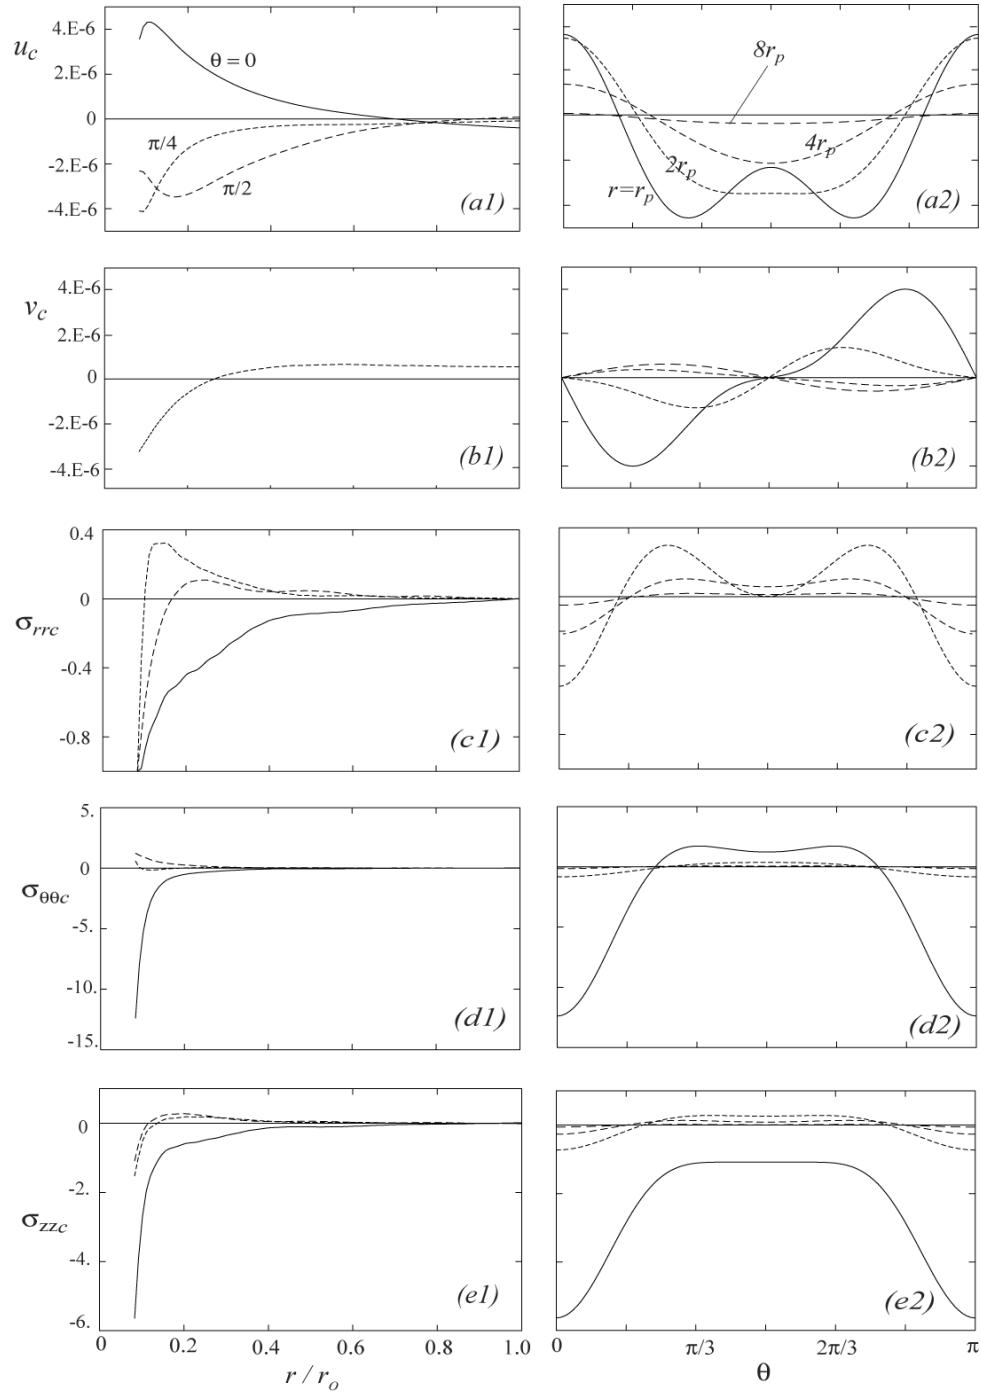 4.E-6
u_c
θ = 0
2.E-6
0
π/4
-2.E-6
π/2
-4.E-6
(a1)
8r_p
4r_p
2r_p
r=r_p
(a2)
4.E-6
v_c
2.E-6
0
-2.E-6
-4.E-6
(b1)
(b2)
0.4
0
σ_rrc
-0.4
-0.8
(c1)
(c2)
5.
0
σ_θθc
-5.
-10.
-15.
(d1)
(d2)
0
-2.
σ_zzc
-4.
-6.
(e1)
(e2)
0 0.2 0.4 0.6 0.8 1.0
r / r_o
0 π/3 2π/3 π
θ